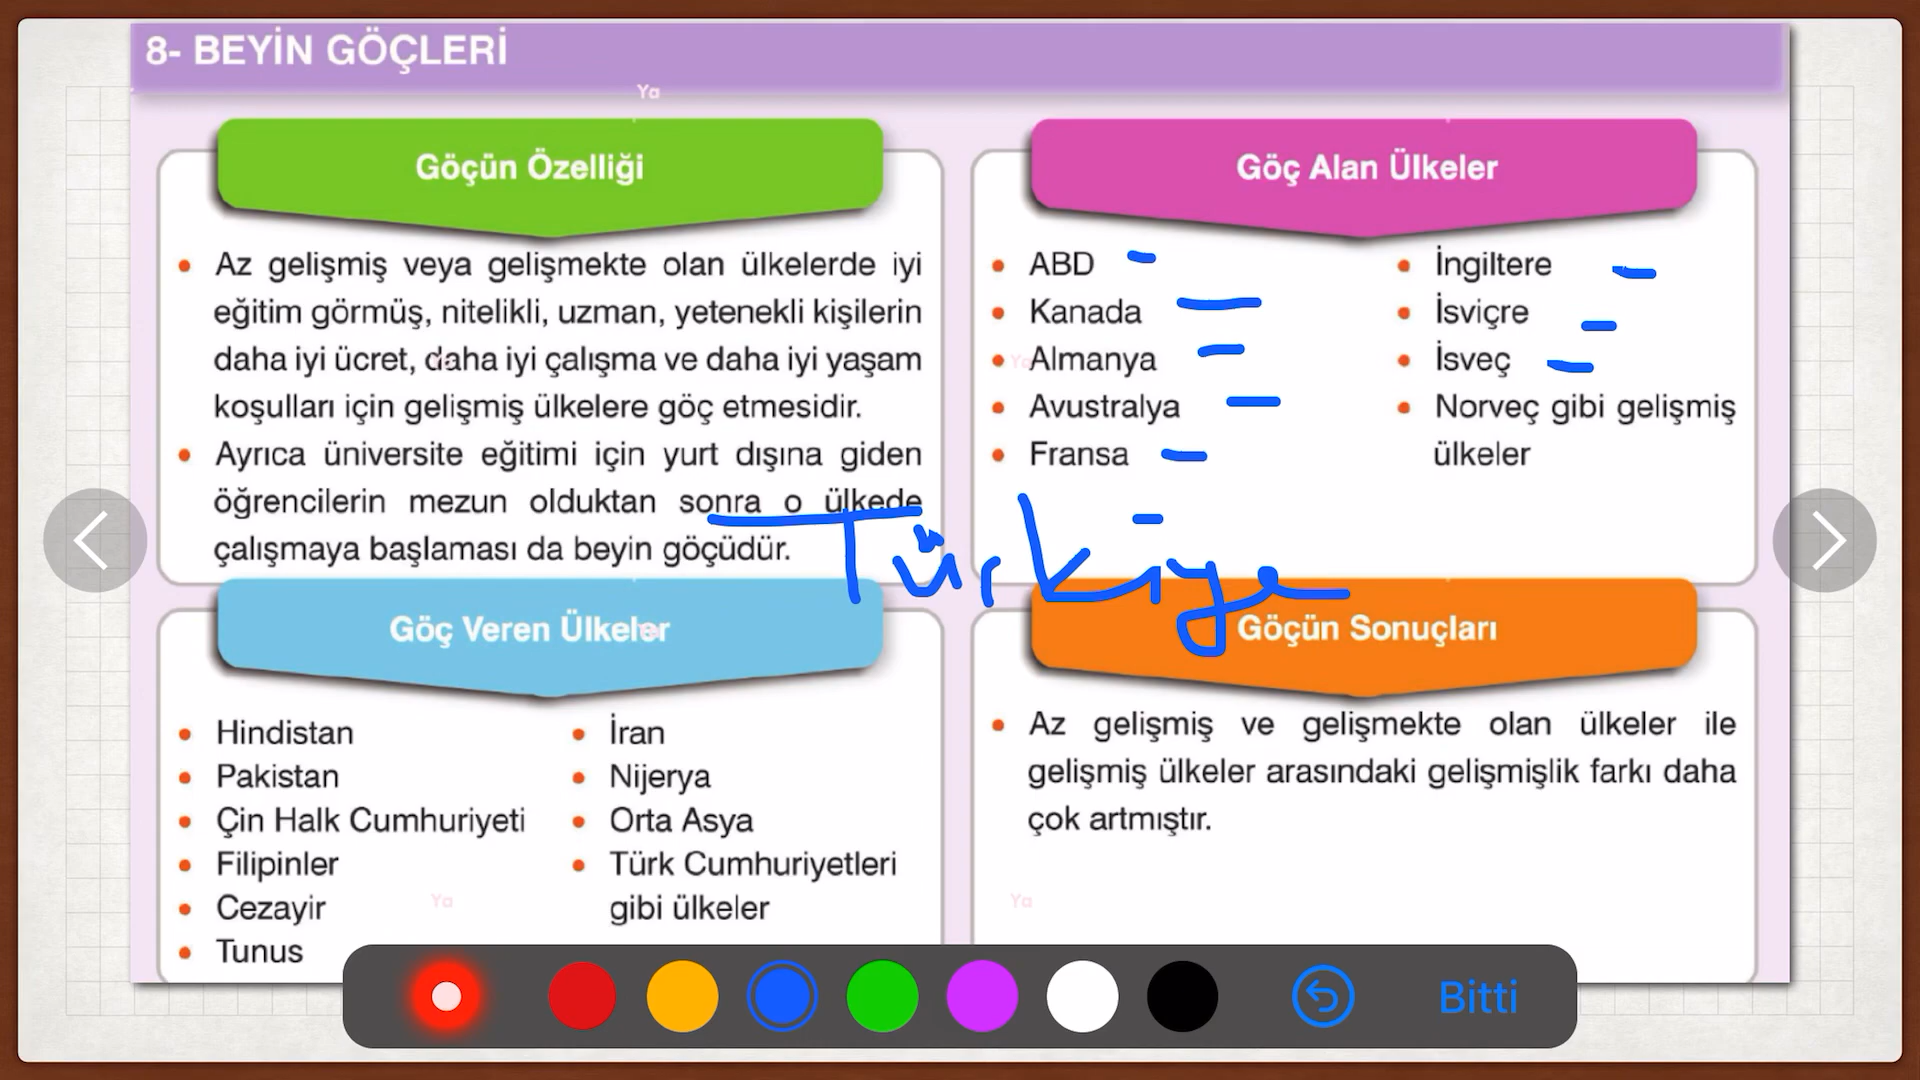 8- BEYİN GÖÇLERİ
Ya
Göçün Özelliği
Az gelişmiş veya gelişmekte olan ülkelerde iyi
eğitim görmüş, nitelikli, uzman, yetenekli kişilerin
daha iyi ücret, daha iyi çalışma ve daha iyi yaşam
koşulları için gelişmiş ülkelere göç etmesidir.
Ayrıca üniversite eğitimi için yurt dışına giden
öğrencilerin mezun olduktan sonra o ülkede
çalışmaya başlaması da beyin göçüdür.
Göç Alan Ülkeler
ABD
Kanada
Ya
Almanya
Avustralya
Fransa
İngiltere
İsviçre
İsveç
Norveç gibi gelişmiş
ülkeler
Türkiye
Göç Veren Ülkeler
Hindistan
Pakistan
Çin Halk Cumhuriyeti
Filipinler
Cezayir
Tunus
İran
Nijerya
Orta Asya
Türk Cumhuriyetleri
gibi ülkeler
Ya
Göçün Sonuçları
Az gelişmiş ve gelişmekte olan ülkeler ile
gelişmiş ülkeler arasındaki gelişmişlik farkı daha
çok artmıştır.
Ya
Bitti